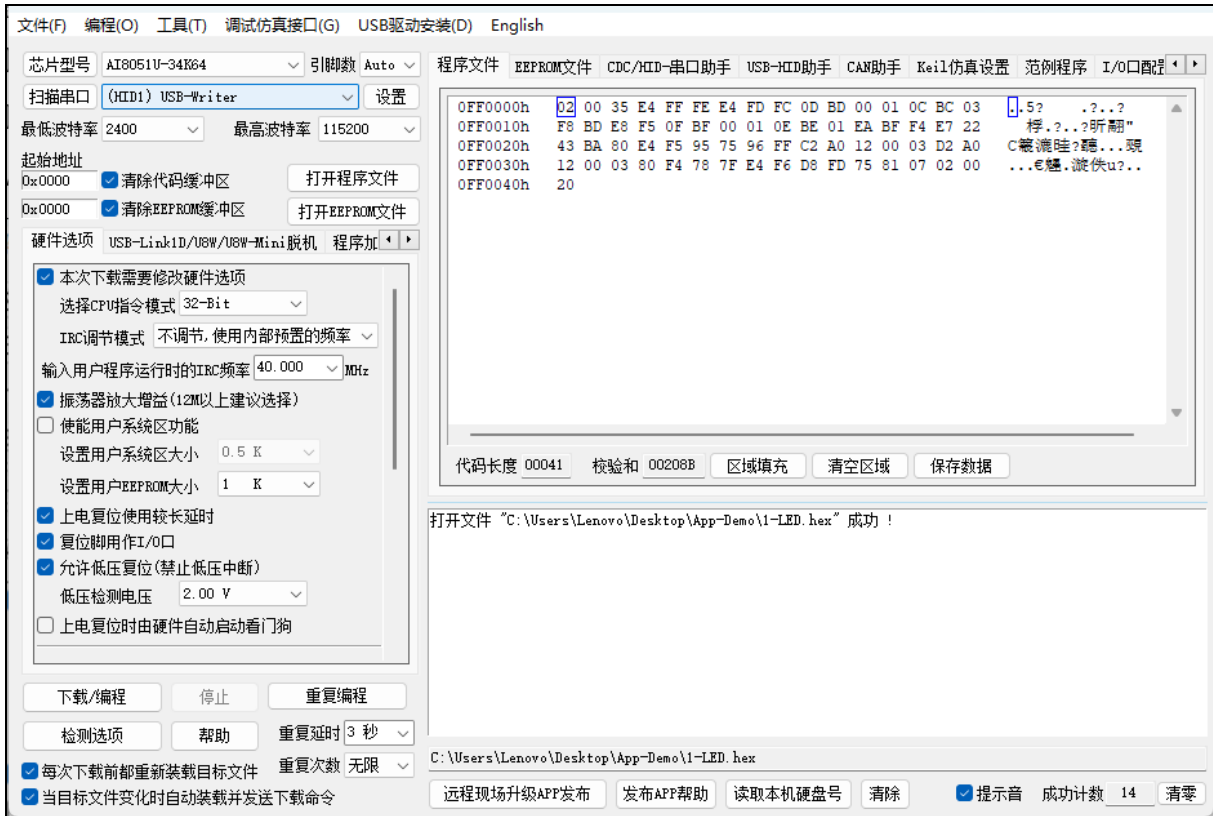 文件(F) 编程(O) 工具(T) 调试仿真接口(G) USB驱动安装(D) English
芯片型号 AI8051U-34K64 引脚数 Auto
扫描串口 (HID1) USB-Writer 设置
最低波特率 2400 最高波特率 115200
起始地址
0x0000 清除代码缓冲区 打开程序文件
0x0000 清除EEPROM缓冲区 打开EEPROM文件
硬件选项 USB-Link1D/U8W/U8W-Mini脱机 程序加
本次下载需要修改硬件选项
选择CPU指令模式 32-Bit
IRC调节模式 不调节,使用内部预置的频率
输入用户程序运行时的IRC频率 40.000 MHz
振荡器放大增益(12M以上建议选择)
使能用户系统区功能
设置用户系统区大小 0.5 K
设置用户EEPROM大小 1 K
上电复位使用较长延时
复位脚用作I/O口
允许低压复位(禁止低压中断)
低压检测电压 2.00 V
上电复位时由硬件自动启动看门狗
下载/编程 停止 重复编程
检测选项 帮助 重复延时 3 秒
每次下载前都重新装载目标文件 重复次数 无限
当目标文件变化时自动装载并发送下载命令
程序文件 EEPROM文件 CDC/HID-串口助手 USB-HID助手 CAN助手 Keil仿真设置 范例程序 I/O口配
0FF0000h 02 00 35 E4 FF FE E4 FD FC 0D BD 00 01 0C BC 03 ..5? .?..?
0FF0010h F8 BD E8 F5 0F BF 00 01 0E BE 01 EA BF F4 E7 22
0FF0020h 43 BA 80 E4 F5 95 75 96 FF C2 A0 12 00 03 D2 A0
0FF0030h 12 00 03 80 F4 78 7F E4 F6 D8 FD 75 81 07 02 00
0FF0040h 20
代码长度 00041 校验和 00208B 区域填充 清空区域 保存数据
打开文件 "C:\Users\Lenovo\Desktop\App-Demo\1-LED.hex" 成功 !
C:\Users\Lenovo\Desktop\App-Demo\1-LED.hex
远程现场升级APP发布 发布APP帮助 读取本机硬盘号 清除 提示音 成功计数 14 清零